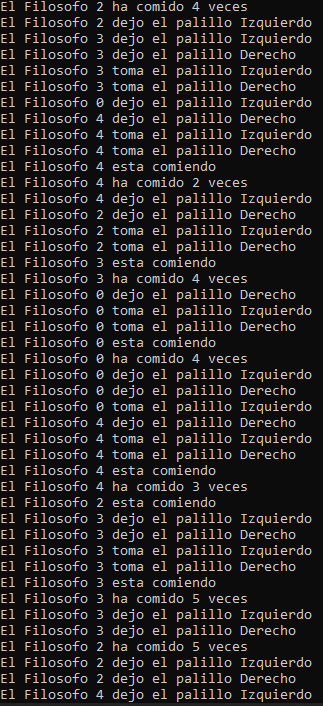 El Filosofo 2 ha comido 4 veces
El Filosofo 2 dejo el palillo Izquierdo
El Filosofo 3 dejo el palillo Izquierdo
El Filosofo 3 dejo el palillo Derecho
El Filosofo 3 toma el palillo Izquierdo
El Filosofo 3 toma el palillo Derecho
El Filosofo 0 dejo el palillo Izquierdo
El Filosofo 4 dejo el palillo Derecho
El Filosofo 4 toma el palillo Izquierdo
El Filosofo 4 toma el palillo Derecho
El Filosofo 4 esta comiendo
El Filosofo 4 ha comido 2 veces
El Filosofo 4 dejo el palillo Izquierdo
El Filosofo 2 dejo el palillo Derecho
El Filosofo 2 toma el palillo Izquierdo
El Filosofo 2 toma el palillo Derecho
El Filosofo 3 esta comiendo
El Filosofo 3 ha comido 4 veces
El Filosofo 0 dejo el palillo Derecho
El Filosofo 0 toma el palillo Izquierdo
El Filosofo 0 toma el palillo Derecho
El Filosofo 0 esta comiendo
El Filosofo 0 ha comido 4 veces
El Filosofo 0 dejo el palillo Izquierdo
El Filosofo 0 dejo el palillo Derecho
El Filosofo 0 toma el palillo Izquierdo
El Filosofo 4 dejo el palillo Derecho
El Filosofo 4 toma el palillo Izquierdo
El Filosofo 4 toma el palillo Derecho
El Filosofo 4 esta comiendo
El Filosofo 4 ha comido 3 veces
El Filosofo 2 esta comiendo
El Filosofo 3 dejo el palillo Izquierdo
El Filosofo 3 dejo el palillo Derecho
El Filosofo 3 toma el palillo Izquierdo
El Filosofo 3 toma el palillo Derecho
El Filosofo 3 esta comiendo
El Filosofo 3 ha comido 5 veces
El Filosofo 3 dejo el palillo Izquierdo
El Filosofo 3 dejo el palillo Derecho
El Filosofo 2 ha comido 5 veces
El Filosofo 2 dejo el palillo Izquierdo
El Filosofo 2 dejo el palillo Derecho
El Filosofo 4 dejo el palillo Izquierdo